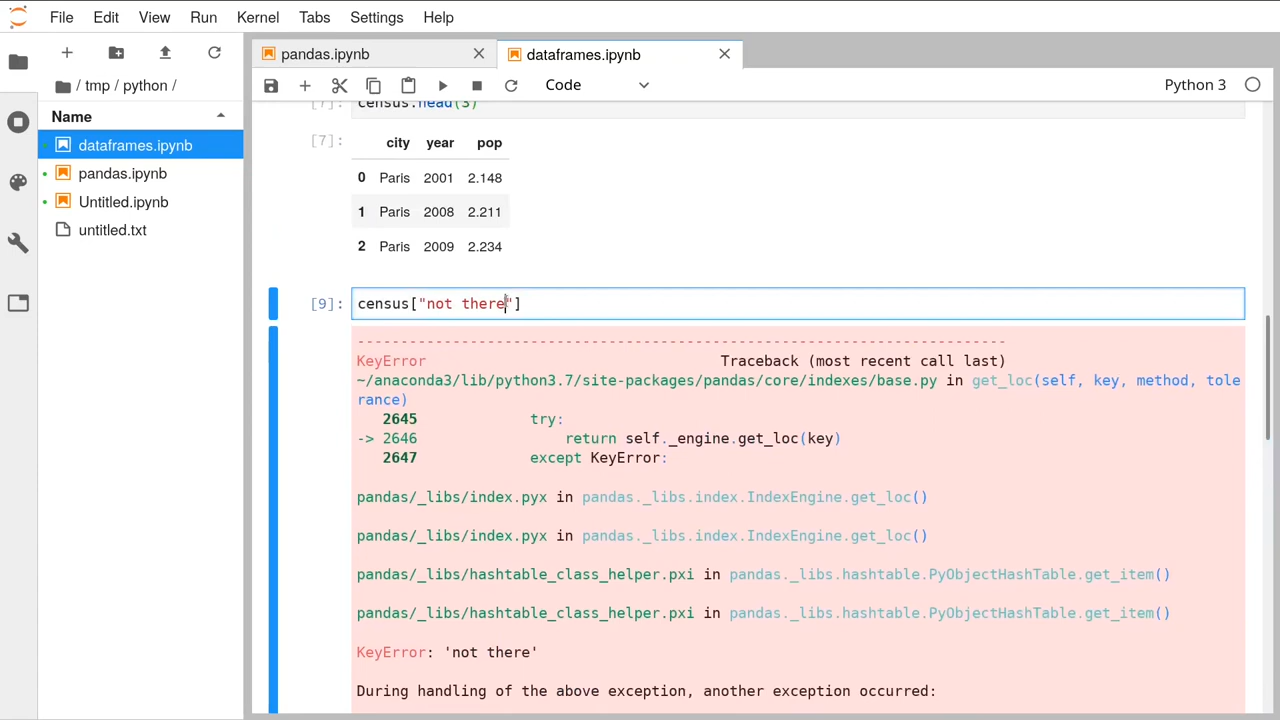 File Edit View Run Kernel Tabs Settings Help
pandas.ipynb
dataframes.ipynb
/ tmp / python /
Code
Python 3
Name
dataframes.ipynb
pandas.ipynb
Untitled.ipynb
untitled.txt
[7]: census.head(3)
[7]: city year pop
0 Paris 2001 2.148
1 Paris 2008 2.211
2 Paris 2009 2.234
[9]: census["not there"]
---------------------------------------------------------------------------
KeyError Traceback (most recent call last)
~/anaconda3/lib/python3.7/site-packages/pandas/core/indexes/base.py in get_loc(self, key, method, tole
rance)
2645 try:
-> 2646 return self._engine.get_loc(key)
2647 except KeyError:
pandas/_libs/index.pyx in pandas._libs.index.IndexEngine.get_loc()
pandas/_libs/index.pyx in pandas._libs.index.IndexEngine.get_loc()
pandas/_libs/hashtable_class_helper.pxi in pandas._libs.hashtable.PyObjectHashTable.get_item()
pandas/_libs/hashtable_class_helper.pxi in pandas._libs.hashtable.PyObjectHashTable.get_item()
KeyError: 'not there'
During handling of the above exception, another exception occurred: